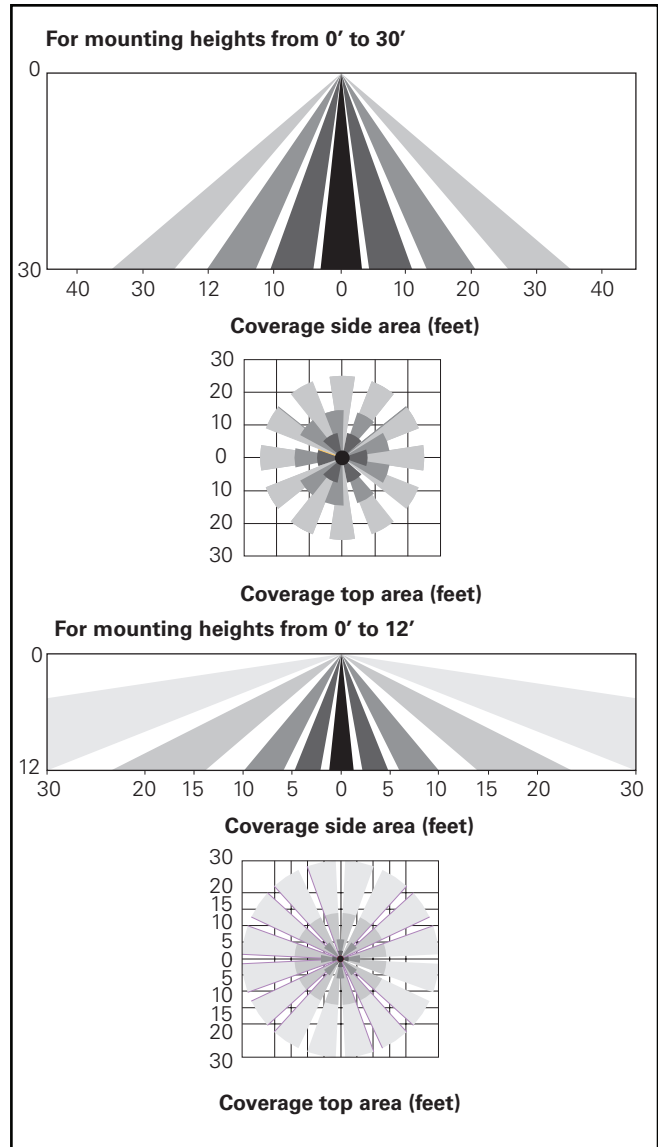 For mounting heights from 0’ to 30’
0
30
40 30 12 10 0 10 20 30 40
Coverage side area (feet)
30
20
10
0
10
20
30
Coverage top area (feet)
For mounting heights from 0’ to 12’
0
12
30 20 15 10 5 0 5 10 15 20 30
Coverage side area (feet)
30
20
15
10
5
0
5
10
15
20
30
Coverage top area (feet)